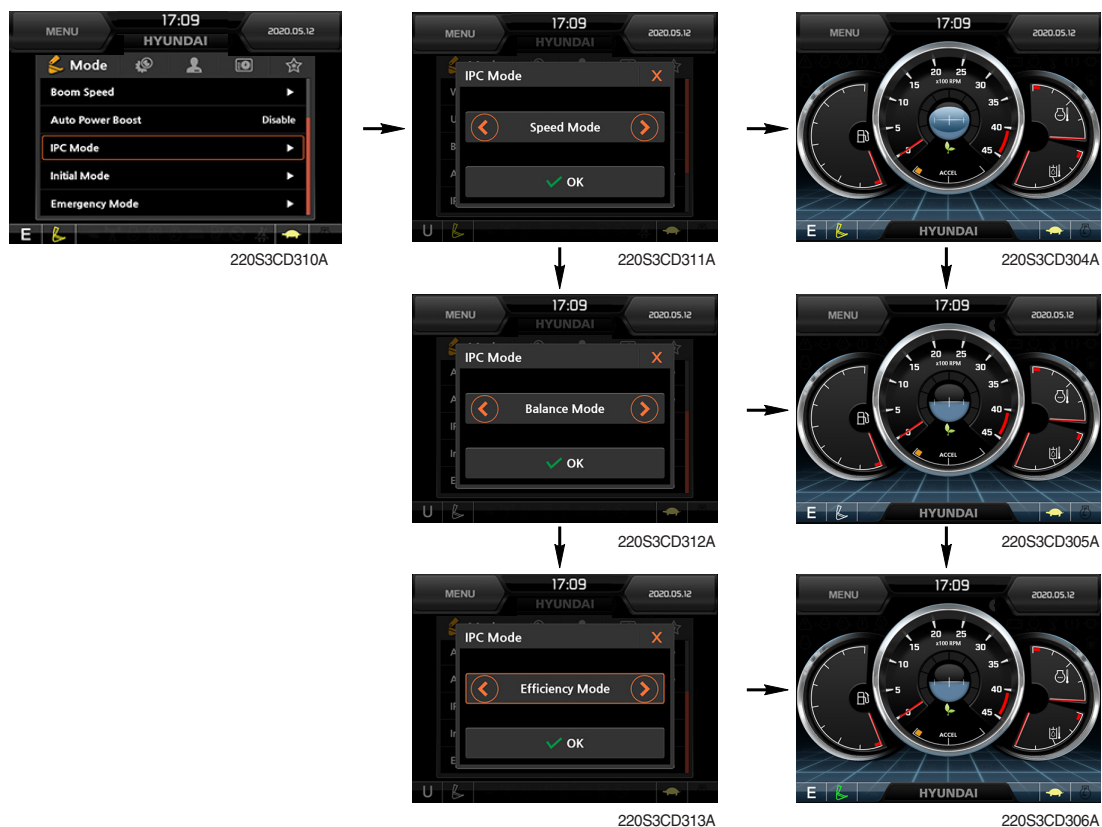 17:09
MENU
2020.05.12
HYUNDAI
Mode
Boom Speed
Auto Power Boost Disable
IPC Mode
Initial Mode
Emergency Mode
E
220S3CD310A
17:09
MENU
2020.05.12
HYUNDAI
IPC Mode X
Speed Mode
OK
U
220S3CD311A
17:09
MENU
2020.05.12
20 25
x100 RPM
15 30
10 35
5 40
0 45
ACCEL
E HYUNDAI
220S3CD304A
17:09
MENU
2020.05.12
HYUNDAI
IPC Mode X
Balance Mode
OK
U
220S3CD312A
17:09
MENU
2020.05.12
20 25
x100 RPM
15 30
10 35
5 40
0 45
ACCEL
E HYUNDAI
220S3CD305A
17:09
MENU
2020.05.12
HYUNDAI
IPC Mode X
Efficiency Mode
OK
U
220S3CD313A
17:09
MENU
2020.05.12
20 25
x100 RPM
15 30
10 35
5 40
0 45
ACCEL
E HYUNDAI
220S3CD306A